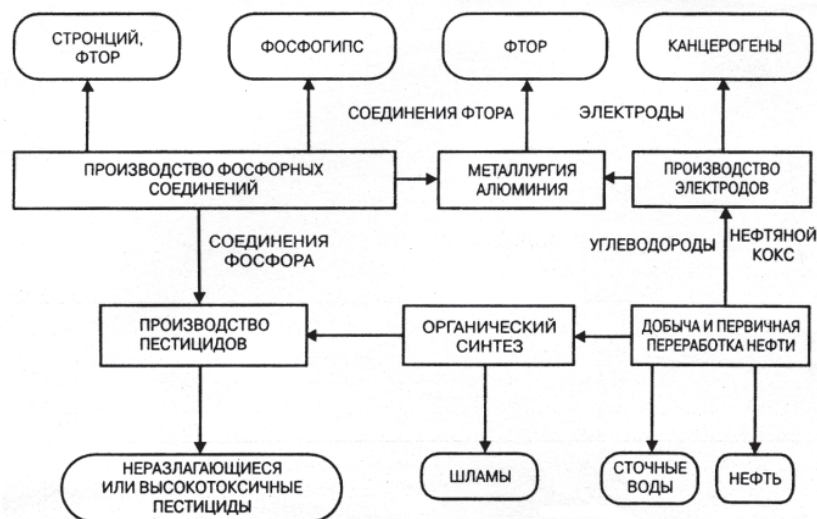 СТРОНЦИЙ,
ФТОР
ФОСФОГИПС
ФТОР
КАНЦЕРОГЕНЫ
СОЕДИНЕНИЯ ФТОРА
ЭЛЕКТРОДЫ
ПРОИЗВОДСТВО ФОСФОРНЫХ
СОЕДИНЕНИЙ
МЕТАЛЛУРГИЯ
АЛЮМИНИЯ
ПРОИЗВОДСТВО
ЭЛЕКТРОДОВ
СОЕДИНЕНИЯ
ФОСФОРА
УГЛЕВОДОРОДЫ
НЕФТЯНОЙ
КОКС
ПРОИЗВОДСТВО
ПЕСТИЦИДОВ
ОРГАНИЧЕСКИЙ
СИНТЕЗ
ДОБЫЧА И ПЕРВИЧНАЯ
ПЕРЕРАБОТКА НЕФТИ
НЕРАЗЛАГАЮЩИЕСЯ
ИЛИ ВЫСОКОТОКСИЧНЫЕ
ПЕСТИЦИДЫ
ШЛАМЫ
СТОЧНЫЕ
ВОДЫ
НЕФТЬ